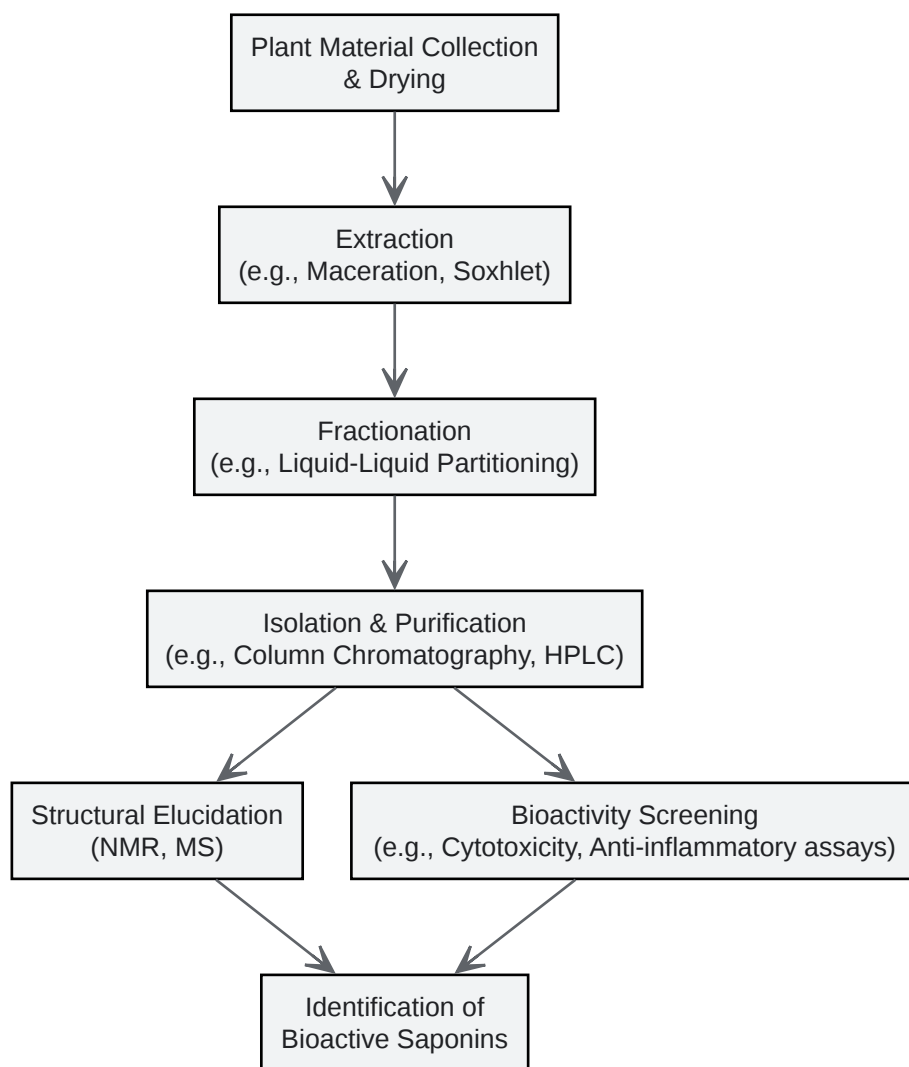 Plant Material Collection
& Drying
Extraction
(e.g., Maceration, Soxhlet)
Fractionation
(e.g., Liquid-Liquid Partitioning)
Isolation & Purification
(e.g., Column Chromatography, HPLC)
Structural Elucidation
(NMR, MS)
Bioactivity Screening
(e.g., Cytotoxicity, Anti-inflammatory assays)
Identification of
Bioactive Saponins